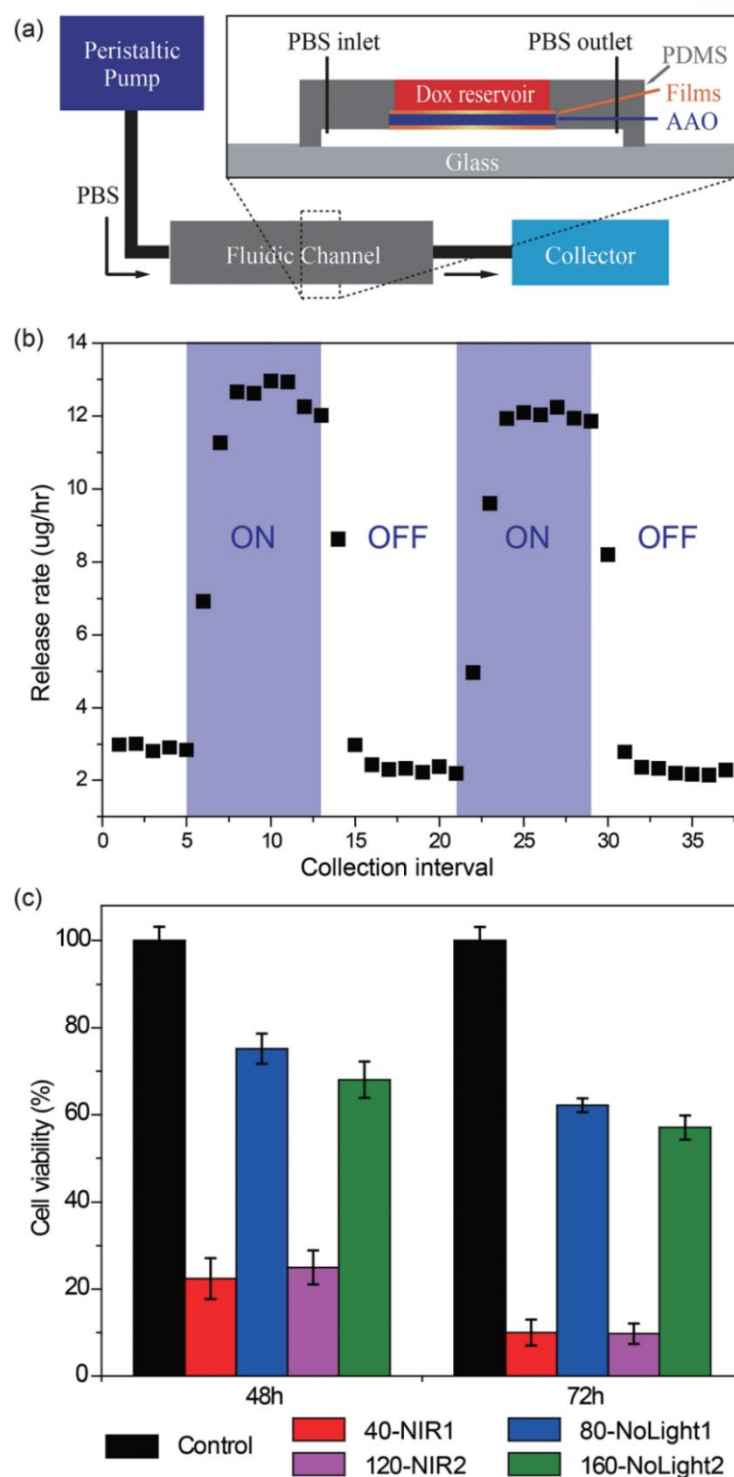 (a)
Peristaltic
Pump
PBS inlet
PBS outlet
PDMS
Dox reservoir
Films
AAO
Glass
PBS
Fluidic Channel
Collector
(b)
14
12
10
8
6
4
2
Release rate (ug/hr)
ON
OFF
ON
OFF
0 5 10 15 20 25 30 35
Collection interval
(c)
100
80
60
40
20
0
Cell viability (%)
48h 72h
Control
40-NIR1
80-NoLight1
120-NIR2
160-NoLight2